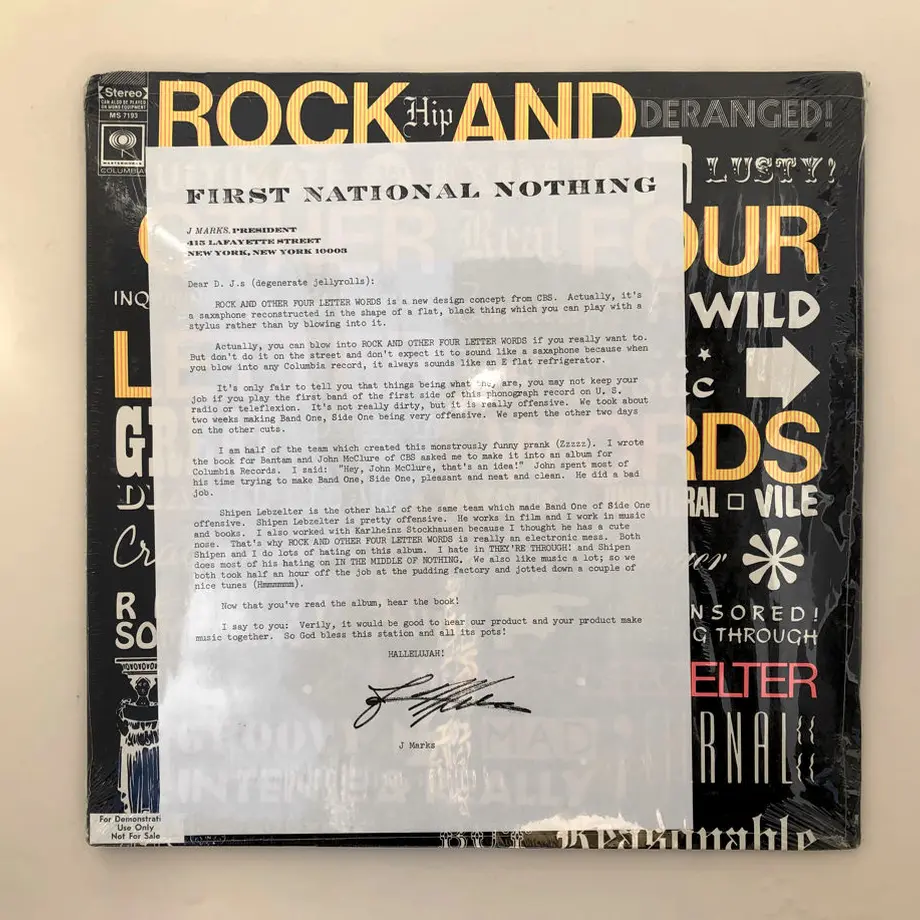 Stereo
CAN ALSO BE PLAYED
ON MONO EQUIPMENT
MS 7193
MASTERWORKS
COLUMBIA
ROCK Hip AND DERANGED!
LUSTY?
OTHER Real FOUR
WILD
RDS
RAL □ VILE
NSORED!
G THROUGH
ELTER
RNAL!!
GROOVY
INTENSE & REALLY
BUT Reasonable
For Demonstrati
Use Only
Not For Sale
FIRST NATIONAL NOTHING
J MARKS, PRESIDENT
415 LAFAYETTE STREET
NEW YORK, NEW YORK 10003
Dear D. J.s (degenerate jellyrolls):
ROCK AND OTHER FOUR LETTER WORDS is a new design concept from CBS. Actually, it's
a saxaphone reconstructed in the shape of a flat, black thing which you can play with a
stylus rather than by blowing into it.
Actually, you can blow into ROCK AND OTHER FOUR LETTER WORDS if you really want to.
But don't do it on the street and don't expect it to sound like a saxaphone because when
you blow into any Columbia record, it always sounds like an E flat refrigerator.
It's only fair to tell you that things being what they are, you may not keep your
job if you play the first band of the first side of this phonograph record on U. S.
radio or teleflexion. It's not really dirty, but it is really offensive. We took about
two weeks making Band One, Side One being very offensive. We spent the other two days
on the other cuts.
I am half of the team which created this monstrously funny prank (Zzzzz). I wrote
the book for Bantam and John McClure of CBS asked me to make it into an album for
Columbia Records. I said: "Hey, John McClure, that's an idea!" John spent most of
his time trying to make Band One, Side One, pleasant and neat and clean. He did a bad
job.
Shipen Lebzelter is the other half of the same team which made Band One of Side One
offensive. Shipen Lebzelter is pretty offensive. He works in film and I work in music
and books. I also worked with Karlheinz Stockhausen because I thought he has a cute
nose. That's why ROCK AND OTHER FOUR LETTER WORDS is really an electronic mess. Both
Shipen and I do lots of hating on this album. I hate in THEY'RE THROUGH! and Shipen
does most of his hating on IN THE MIDDLE OF NOTHING. We also like music a lot; so we
both took half an hour off the job at the pudding factory and jotted down a couple of
nice tunes (Hmmmmmm).
Now that you've read the album, hear the book!
I say to you: Verily, it would be good to hear our product and your product make
music together. So God bless this station and all its pots!
HALLELUJAH!
J Marks